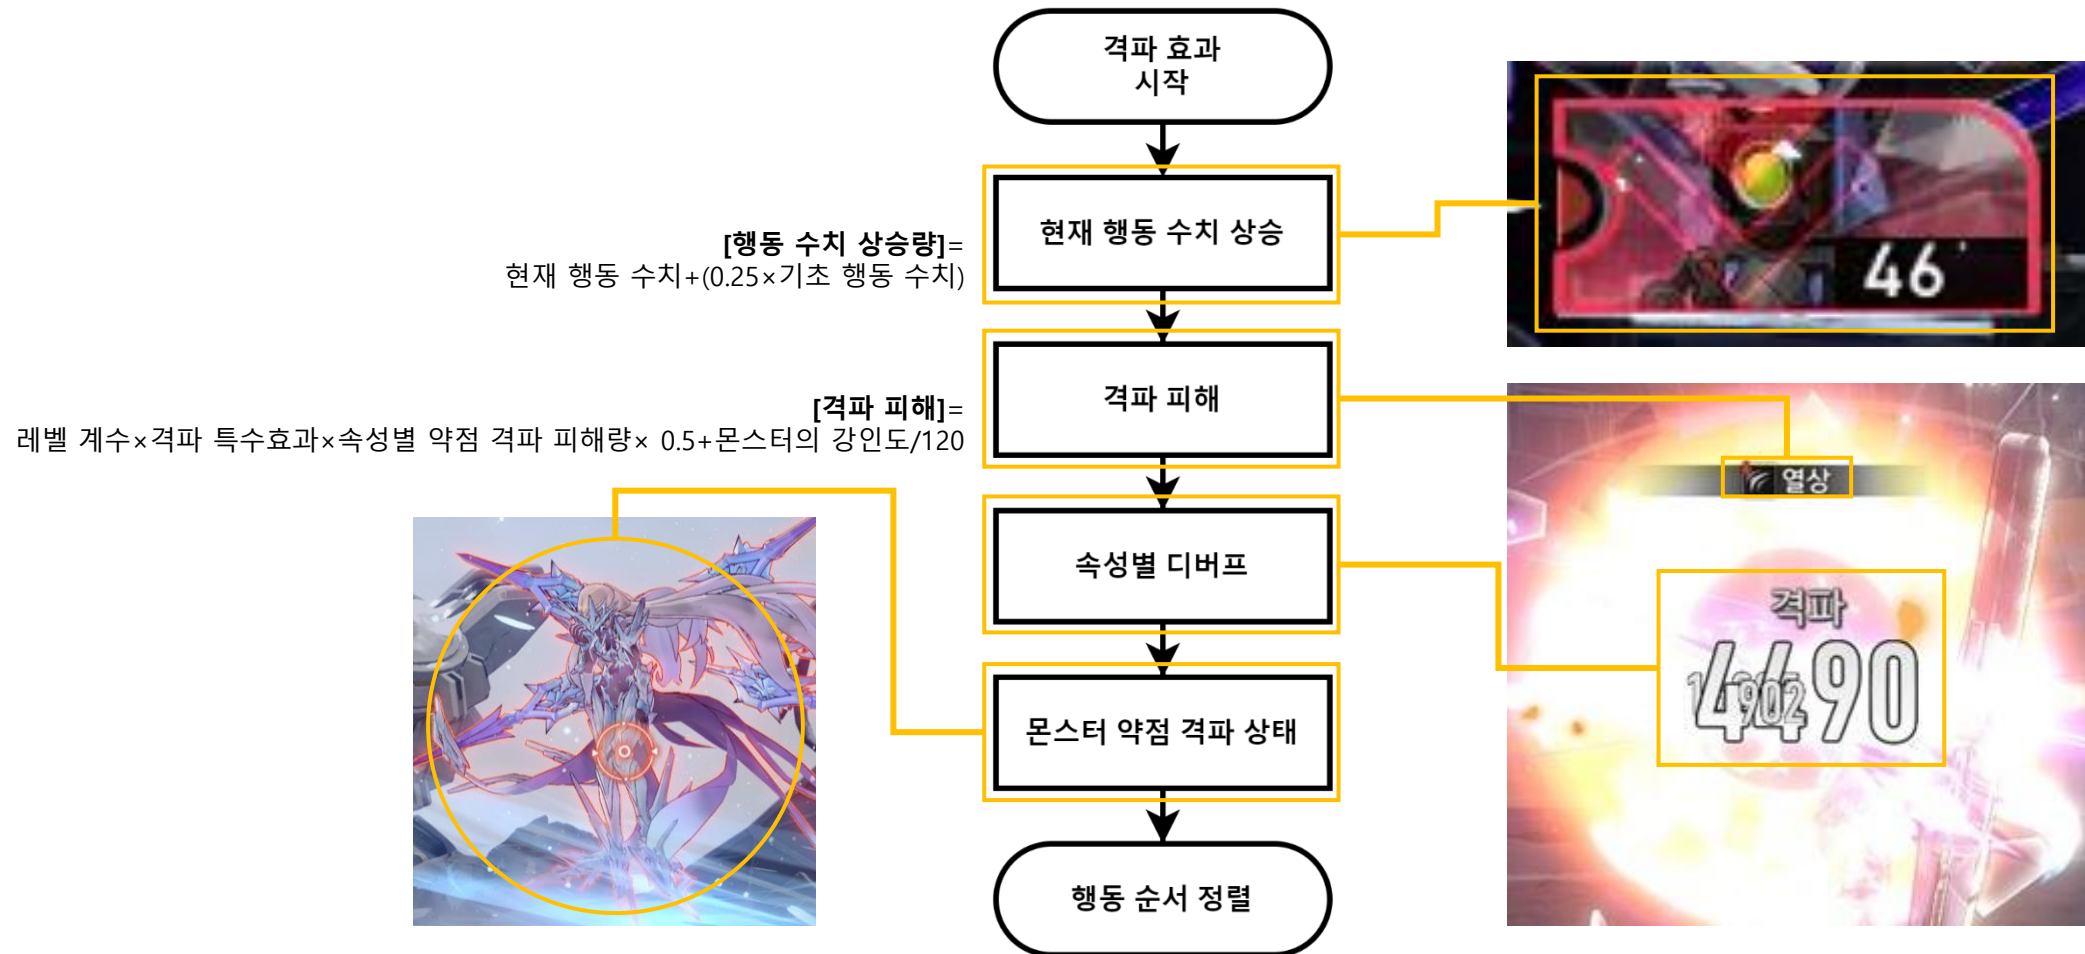 격파 효과
시작
현재 행동 수치 상승
[행동 수치 상승량]=
현재 행동 수치+(0.25×기초 행동 수치)
46
격파 피해
[격파 피해]=
레벨 계수×격파 특수효과×속성별 약점 격파 피해량× 0.5+몬스터의 강인도/120
열상
속성별 디버프
격파
4490
몬스터 약점 격파 상태
행동 순서 정렬